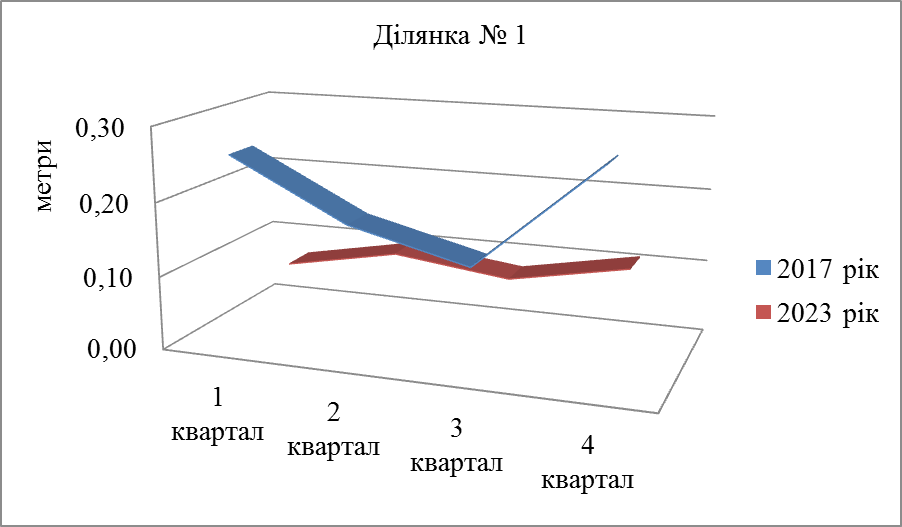 Ділянка № 1
метри
0,30
0,20
0,10
0,00
1
квартал
2
квартал
3
квартал
4
квартал
2017 рік
2023 рік